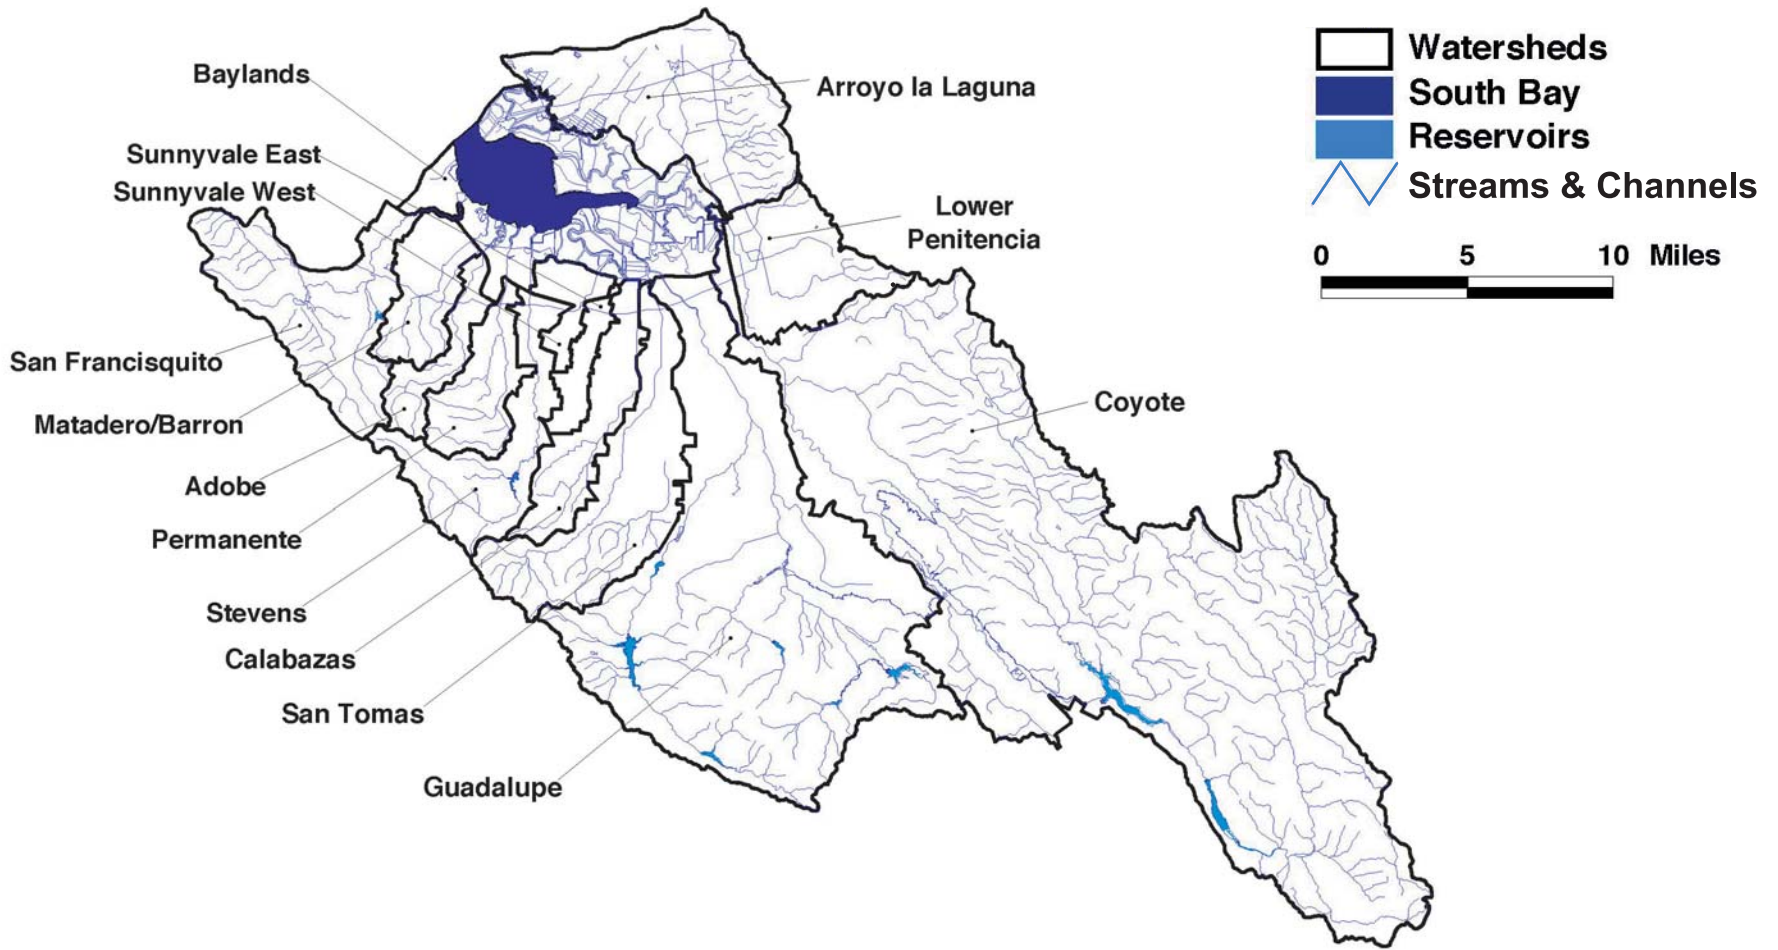 Baylands
Sunnyvale East
Sunnyvale West
San Francisquito
Matadero/Barron
Adobe
Permanente
Stevens
Calabazas
San Tomas
Guadalupe
Arroyo la Laguna
Lower
Penitencia
Coyote
Watersheds
South Bay
Reservoirs
Streams & Channels
0 5 10 Miles